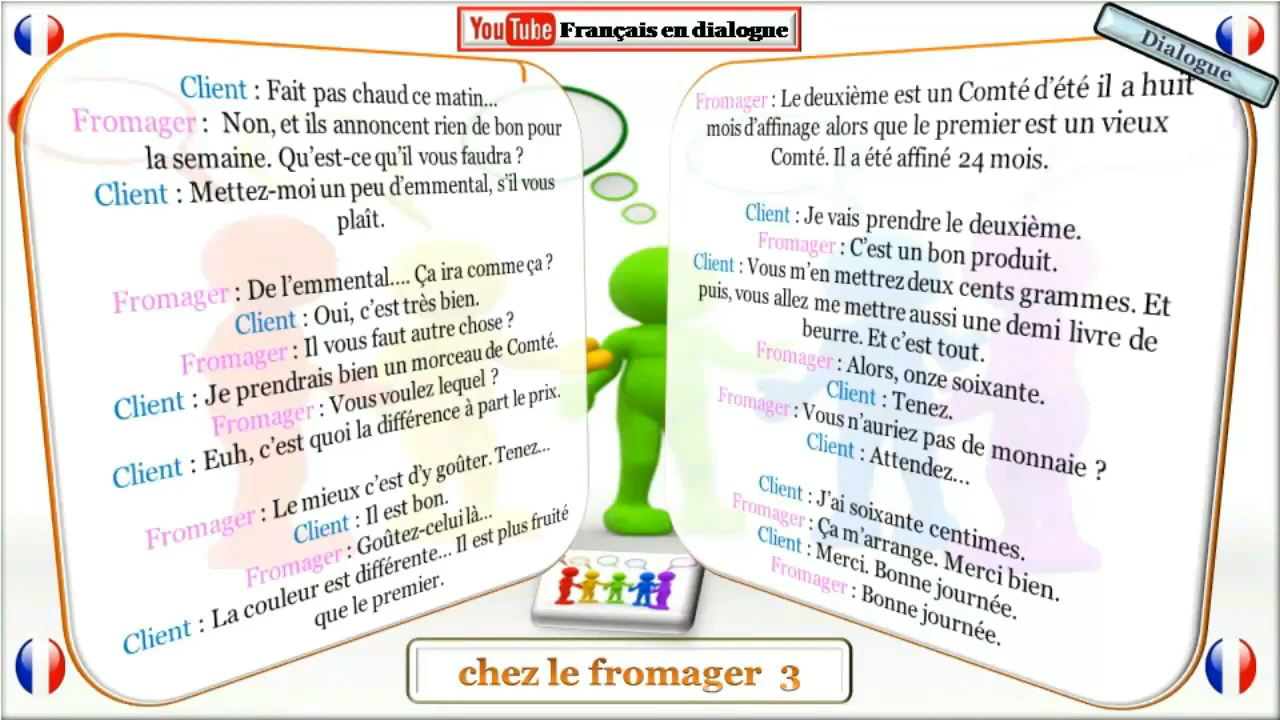 YouTube Français en dialogue
Dialogue
Client : Fait pas chaud ce matin...
Fromager : Non, et ils annoncent rien de bon pour
la semaine. Qu'est-ce qu'il vous faudra ?
Client : Mettez-moi un peu d'emmental, s'il vous
plaît.
Fromager : De l'emmental.... Ça ira comme ça ?
Client : Oui, c'est très bien.
Fromager : Il vous faut autre chose ?
Client : Je prendrais bien un morceau de Comté.
Fromager : Vous voulez lequel ?
Client : Euh, c'est quoi la différence à part le prix.
Fromager : Le mieux c'est d'y goûter. Tenez...
Client : Il est bon.
Fromager : Goûtez-celui là...
Client : La couleur est différente... Il est plus fruité
que le premier.
Fromager : Le deuxième est un Comté d'été il a huit
mois d'affinage alors que le premier est un vieux
Comté. Il a été affiné 24 mois.
Client : Je vais prendre le deuxième.
Fromager : C'est un bon produit.
Client : Vous m'en mettrez deux cents grammes. Et
puis, vous allez me mettre aussi une demi livre de
beurre. Et c'est tout.
Fromager : Alors, onze soixante.
Client : Tenez.
Fromager : Vous n'auriez pas de monnaie ?
Client : Attendez...
Client : J'ai soixante centimes.
Fromager : Ça m'arrange. Merci bien.
Client : Merci. Bonne journée.
Fromager : Bonne journée.
chez le fromager 3